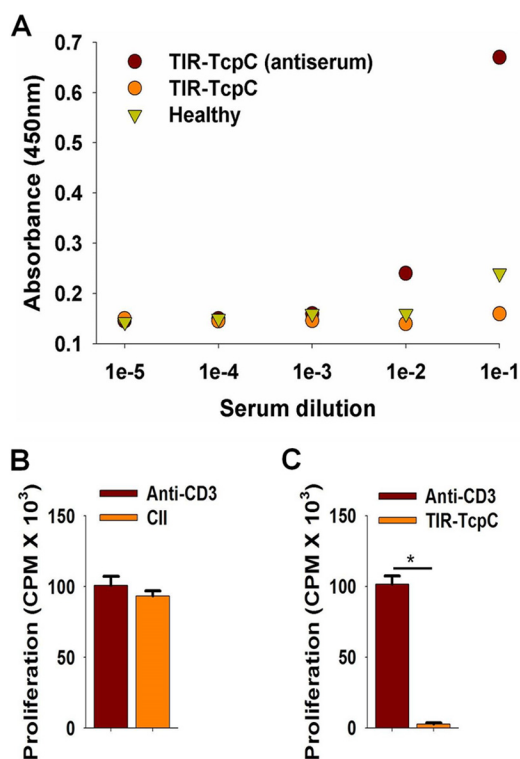 A
TIR-TcpC (antiserum)
TIR-TcpC
Healthy
Absorbance (450nm)
0.7
0.6
0.5
0.4
0.3
0.2
0.1
1e-5 1e-4 1e-3 1e-2 1e-1
Serum dilution
B
Anti-CD3
CII
Proliferation (CPM X 10³)
150
100
50
0
C
Anti-CD3
TIR-TcpC
Proliferation (CPM X 10³)
150
100
50
0
*